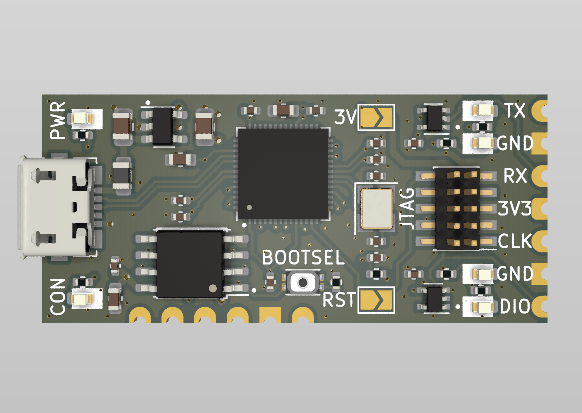 PWR
3V
TX
GND
RX
JTAG
3V3
CLK
BOOTSEL
GND
CON
RST
DIO